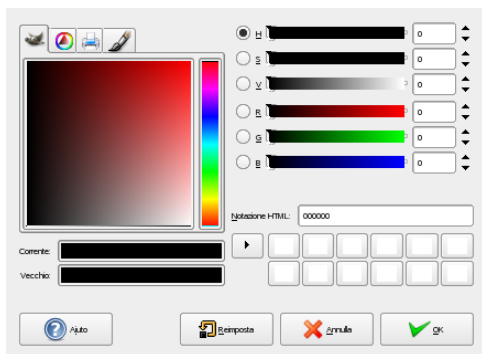 H 0
S 0
V 0
R 0
G 0
B 0
Notazione HTML: 000000
Corrente:
Vecchio:
Aiuto Reimposta Annulla OK